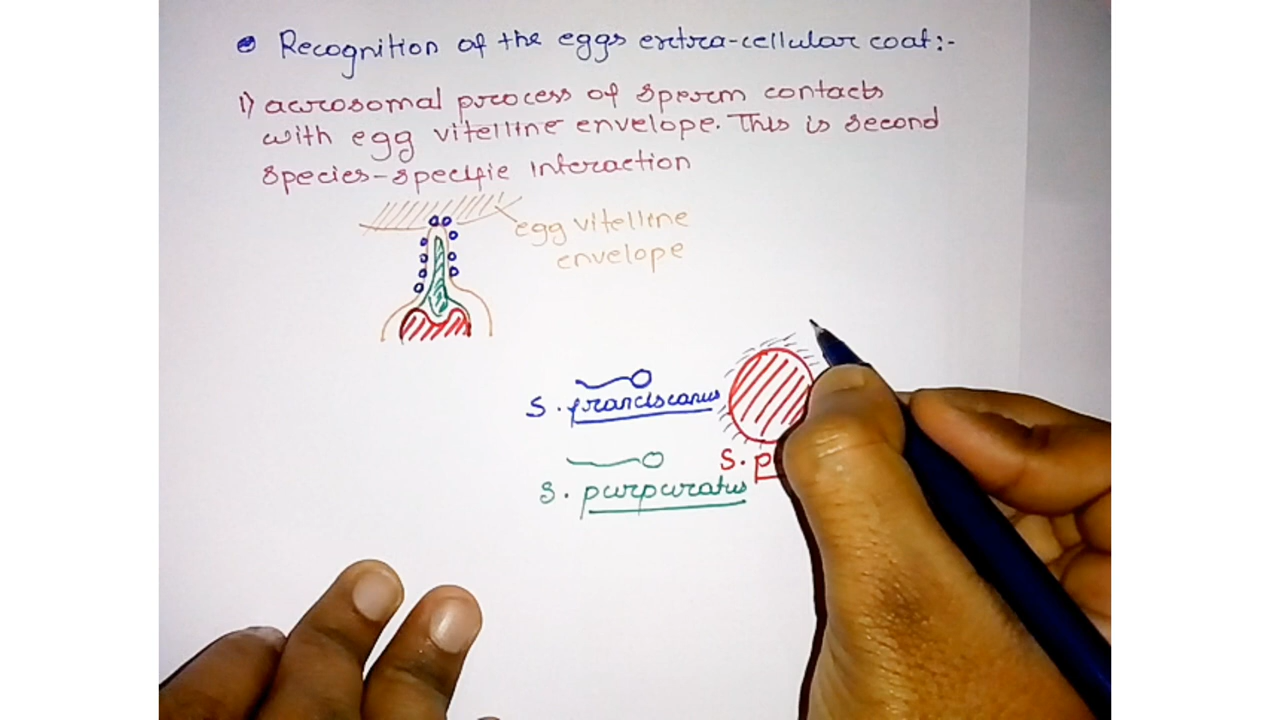 Recognition of the eggs extra-cellular coat:-
1) acrosomal process of sperm contacts
with egg vitelline envelope. This is second
species-specific interaction
egg vitelline
envelope
S. franciscanus
S. p
S. purpuratus